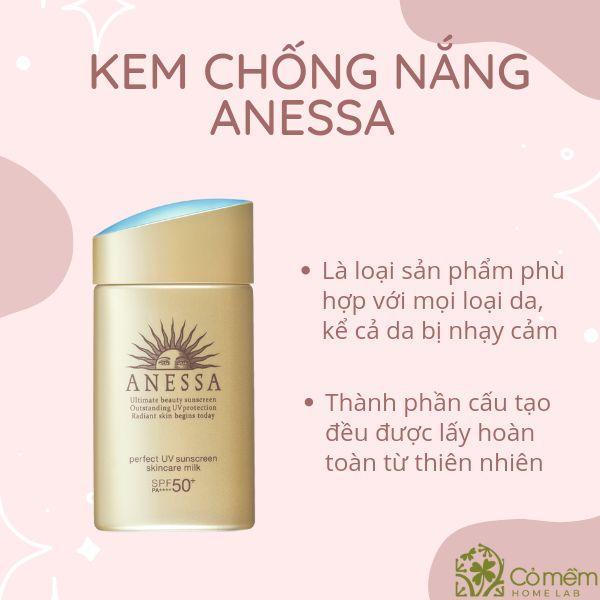 KEM CHỐNG NẮNG
ANESSA
ANESSA
Ultimate beauty sunscreen
Outstanding UV protection
Radiant skin begins today
perfect UV sunscreen
skincare milk
SPF 50+
PA++++
Là loại sản phẩm phù
hợp với mọi loại da,
kể cả da bị nhạy cảm
Thành phần cấu tạo
đều được lấy hoàn
toàn từ thiên nhiên
Cỏ mềm
HOME LAB